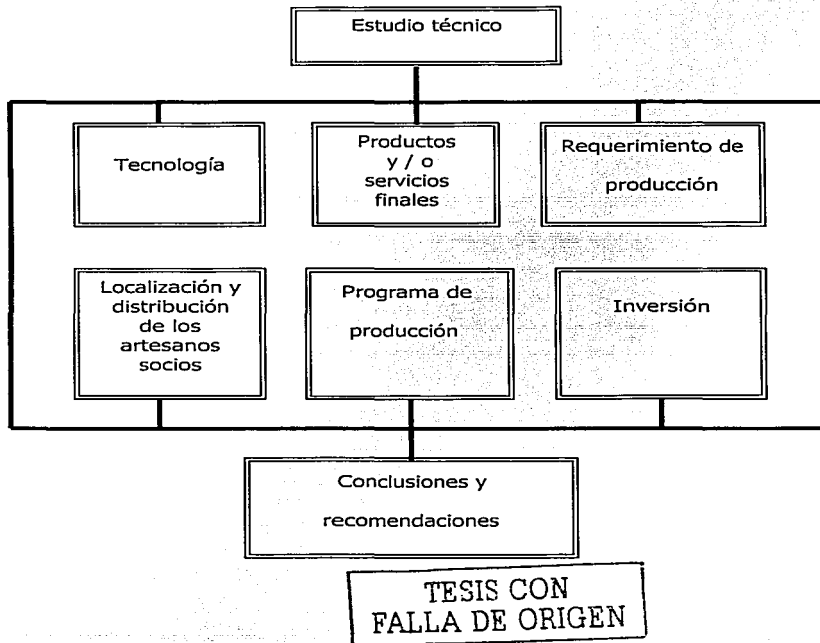 Estudio técnico
Tecnología
Productos
y / o
servicios
finales
Requerimiento de
producción
Localización y
distribución
de los
artesanos
socios
Programa de
producción
Inversión
Conclusiones y
recomendaciones
TESIS CON
FALLA DE ORIGEN